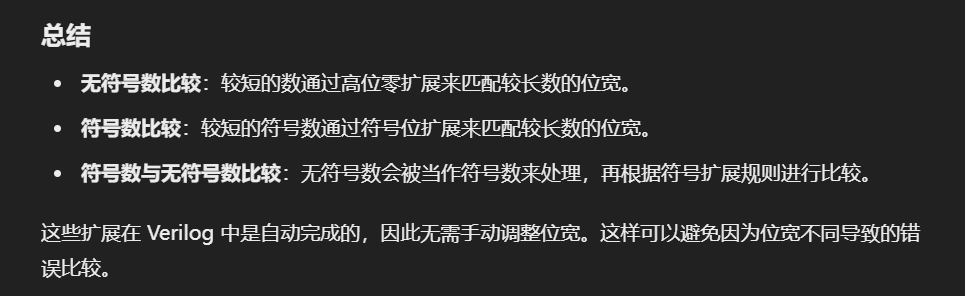 总结
• 无符号数比较：较短的数通过高位零扩展来匹配较长数的位宽。
• 符号数比较：较短的符号数通过符号位扩展来匹配较长数的位宽。
• 符号数与无符号数比较：无符号数会被当作符号数来处理，再根据符号扩展规则进行比较。
这些扩展在 Verilog 中是自动完成的，因此无需手动调整位宽。这样可以避免因为位宽不同导致的错
误比较。